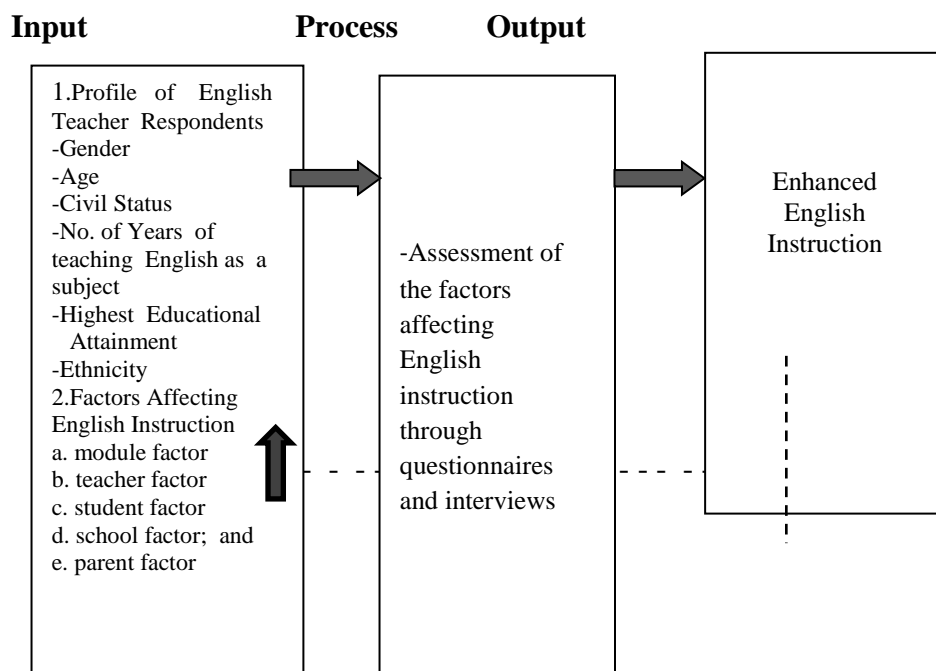 Input Process Output
1.Profile of English
Teacher Respondents
-Gender
-Age
-Civil Status
-No. of Years of
teaching English as a
subject
-Highest Educational
Attainment
-Ethnicity
2.Factors Affecting
English Instruction
a. module factor
b. teacher factor
c. student factor
d. school factor; and
e. parent factor
-Assessment of
the factors
affecting
English
instruction
through
questionnaires
and interviews
Enhanced
English
Instruction